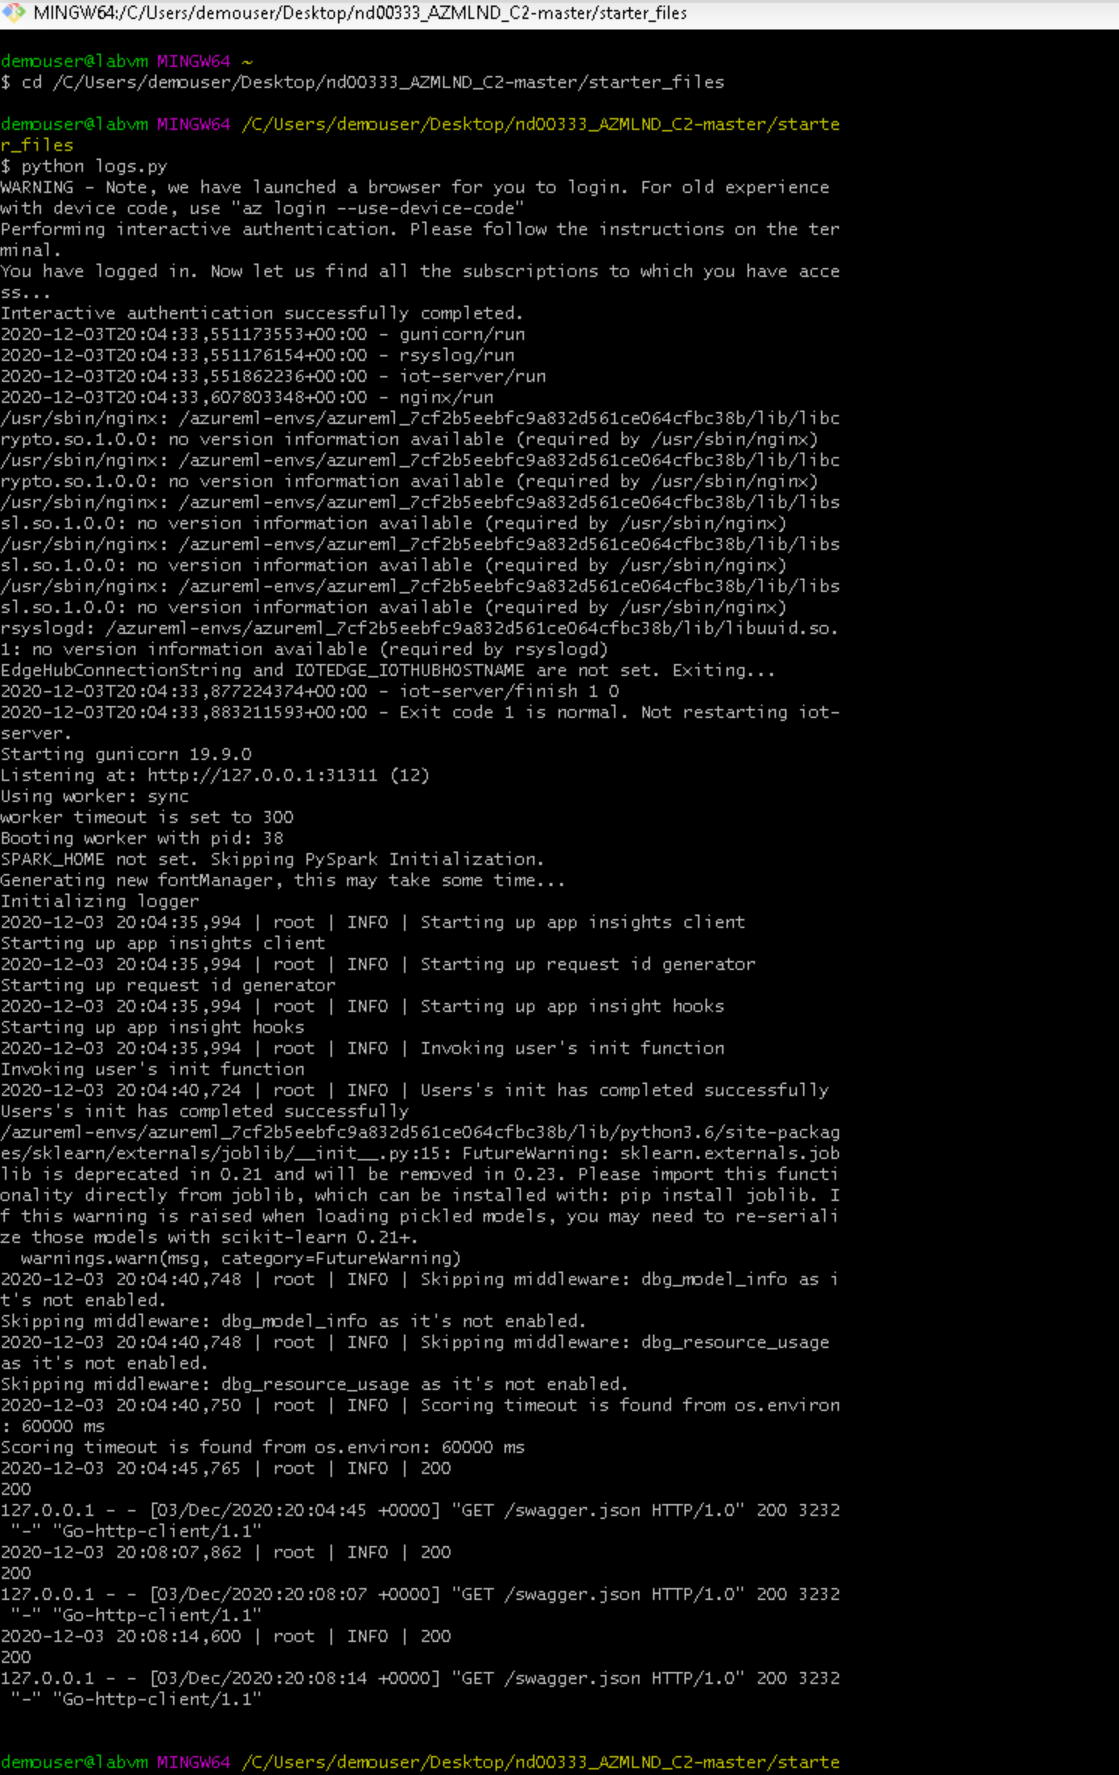 MINGW64:/C/Users/demouser/Desktop/nd00333_AZMLND_C2-master/starter_files
demouser@labvm MINGW64 ~
$ cd /C/Users/demouser/Desktop/nd00333_AZMLND_C2-master/starter_files
demouser@labvm MINGW64 /C/Users/demouser/Desktop/nd00333_AZMLND_C2-master/starte
r_files
$ python logs.py
WARNING - Note, we have launched a browser for you to login. For old experience
with device code, use "az login --use-device-code"
Performing interactive authentication. Please follow the instructions on the ter
minal.
You have logged in. Now let us find all the subscriptions to which you have acce
ss...
Interactive authentication successfully completed.
2020-12-03T20:04:33,551173553+00:00 - gunicorn/run
2020-12-03T20:04:33,551176154+00:00 - rsyslog/run
2020-12-03T20:04:33,551862236+00:00 - iot-server/run
2020-12-03T20:04:33,607803348+00:00 - nginx/run
/usr/sbin/nginx: /azureml-envs/azureml_7cf2b5eebfc9a832d561ce064cfbc38b/lib/libc
rypto.so.1.0.0: no version information available (required by /usr/sbin/nginx)
/usr/sbin/nginx: /azureml-envs/azureml_7cf2b5eebfc9a832d561ce064cfbc38b/lib/libc
rypto.so.1.0.0: no version information available (required by /usr/sbin/nginx)
/usr/sbin/nginx: /azureml-envs/azureml_7cf2b5eebfc9a832d561ce064cfbc38b/lib/libs
sl.so.1.0.0: no version information available (required by /usr/sbin/nginx)
/usr/sbin/nginx: /azureml-envs/azureml_7cf2b5eebfc9a832d561ce064cfbc38b/lib/libs
sl.so.1.0.0: no version information available (required by /usr/sbin/nginx)
/usr/sbin/nginx: /azureml-envs/azureml_7cf2b5eebfc9a832d561ce064cfbc38b/lib/libs
sl.so.1.0.0: no version information available (required by /usr/sbin/nginx)
rsyslogd: /azureml-envs/azureml_7cf2b5eebfc9a832d561ce064cfbc38b/lib/libuuid.so.
1: no version information available (required by rsyslogd)
EdgeHubConnectionString and IOTEDGE_IOTHUBHOSTNAME are not set. Exiting...
2020-12-03T20:04:33,877224374+00:00 - iot-server/finish 1 0
2020-12-03T20:04:33,883211593+00:00 - Exit code 1 is normal. Not restarting iot-
server.
Starting gunicorn 19.9.0
Listening at: http://127.0.0.1:31311 (12)
Using worker: sync
worker timeout is set to 300
Booting worker with pid: 38
SPARK_HOME not set. Skipping PySpark Initialization.
Generating new fontManager, this may take some time...
Initializing logger
2020-12-03 20:04:35,994 | root | INFO | Starting up app insights client
Starting up app insights client
2020-12-03 20:04:35,994 | root | INFO | Starting up request id generator
Starting up request id generator
2020-12-03 20:04:35,994 | root | INFO | Starting up app insight hooks
Starting up app insight hooks
2020-12-03 20:04:35,994 | root | INFO | Invoking user's init function
Invoking user's init function
2020-12-03 20:04:40,724 | root | INFO | Users's init has completed successfully
Users's init has completed successfully
/azureml-envs/azureml_7cf2b5eebfc9a832d561ce064cfbc38b/lib/python3.6/site-packag
es/sklearn/externals/joblib/__init__.py:15: FutureWarning: sklearn.externals.job
lib is deprecated in 0.21 and will be removed in 0.23. Please import this functi
onality directly from joblib, which can be installed with: pip install joblib. I
f this warning is raised when loading pickled models, you may need to re-seriali
ze those models with scikit-learn 0.21+.
  warnings.warn(msg, category=FutureWarning)
2020-12-03 20:04:40,748 | root | INFO | Skipping middleware: dbg_model_info as i
t's not enabled.
Skipping middleware: dbg_model_info as it's not enabled.
2020-12-03 20:04:40,748 | root | INFO | Skipping middleware: dbg_resource_usage
as it's not enabled.
Skipping middleware: dbg_resource_usage as it's not enabled.
2020-12-03 20:04:40,750 | root | INFO | Scoring timeout is found from os.environ
: 60000 ms
Scoring timeout is found from os.environ: 60000 ms
2020-12-03 20:04:45,765 | root | INFO | 200
200
127.0.0.1 - - [03/Dec/2020:20:04:45 +0000] "GET /swagger.json HTTP/1.0" 200 3232
 "-" "Go-http-client/1.1"
2020-12-03 20:08:07,862 | root | INFO | 200
200
127.0.0.1 - - [03/Dec/2020:20:08:07 +0000] "GET /swagger.json HTTP/1.0" 200 3232
 "-" "Go-http-client/1.1"
2020-12-03 20:08:14,600 | root | INFO | 200
200
127.0.0.1 - - [03/Dec/2020:20:08:14 +0000] "GET /swagger.json HTTP/1.0" 200 3232
 "-" "Go-http-client/1.1"
demouser@labvm MINGW64 /C/Users/demouser/Desktop/nd00333_AZMLND_C2-master/starte